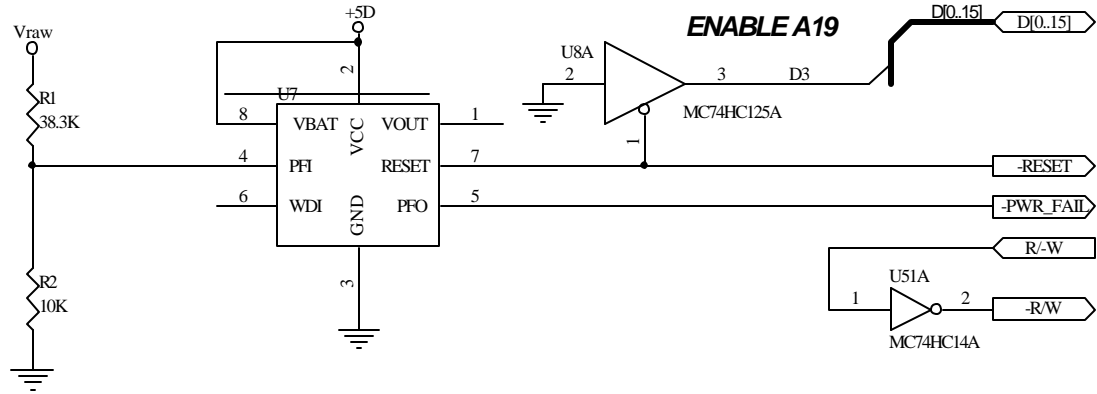 Vraw
+5D
ENABLE A19
D[0..15]
D[0..15]
R1
38.3K
U7
2
8
VBAT
VCC
VOUT
1
U8A
2
3
D3
MC74HC125A
1
4
PFI
RESET
7
-RESET
6
WDI
GND
PFO
5
-PWR_FAIL
R/-W
3
R2
10K
U51A
1
2
-R/W
MC74HC14A